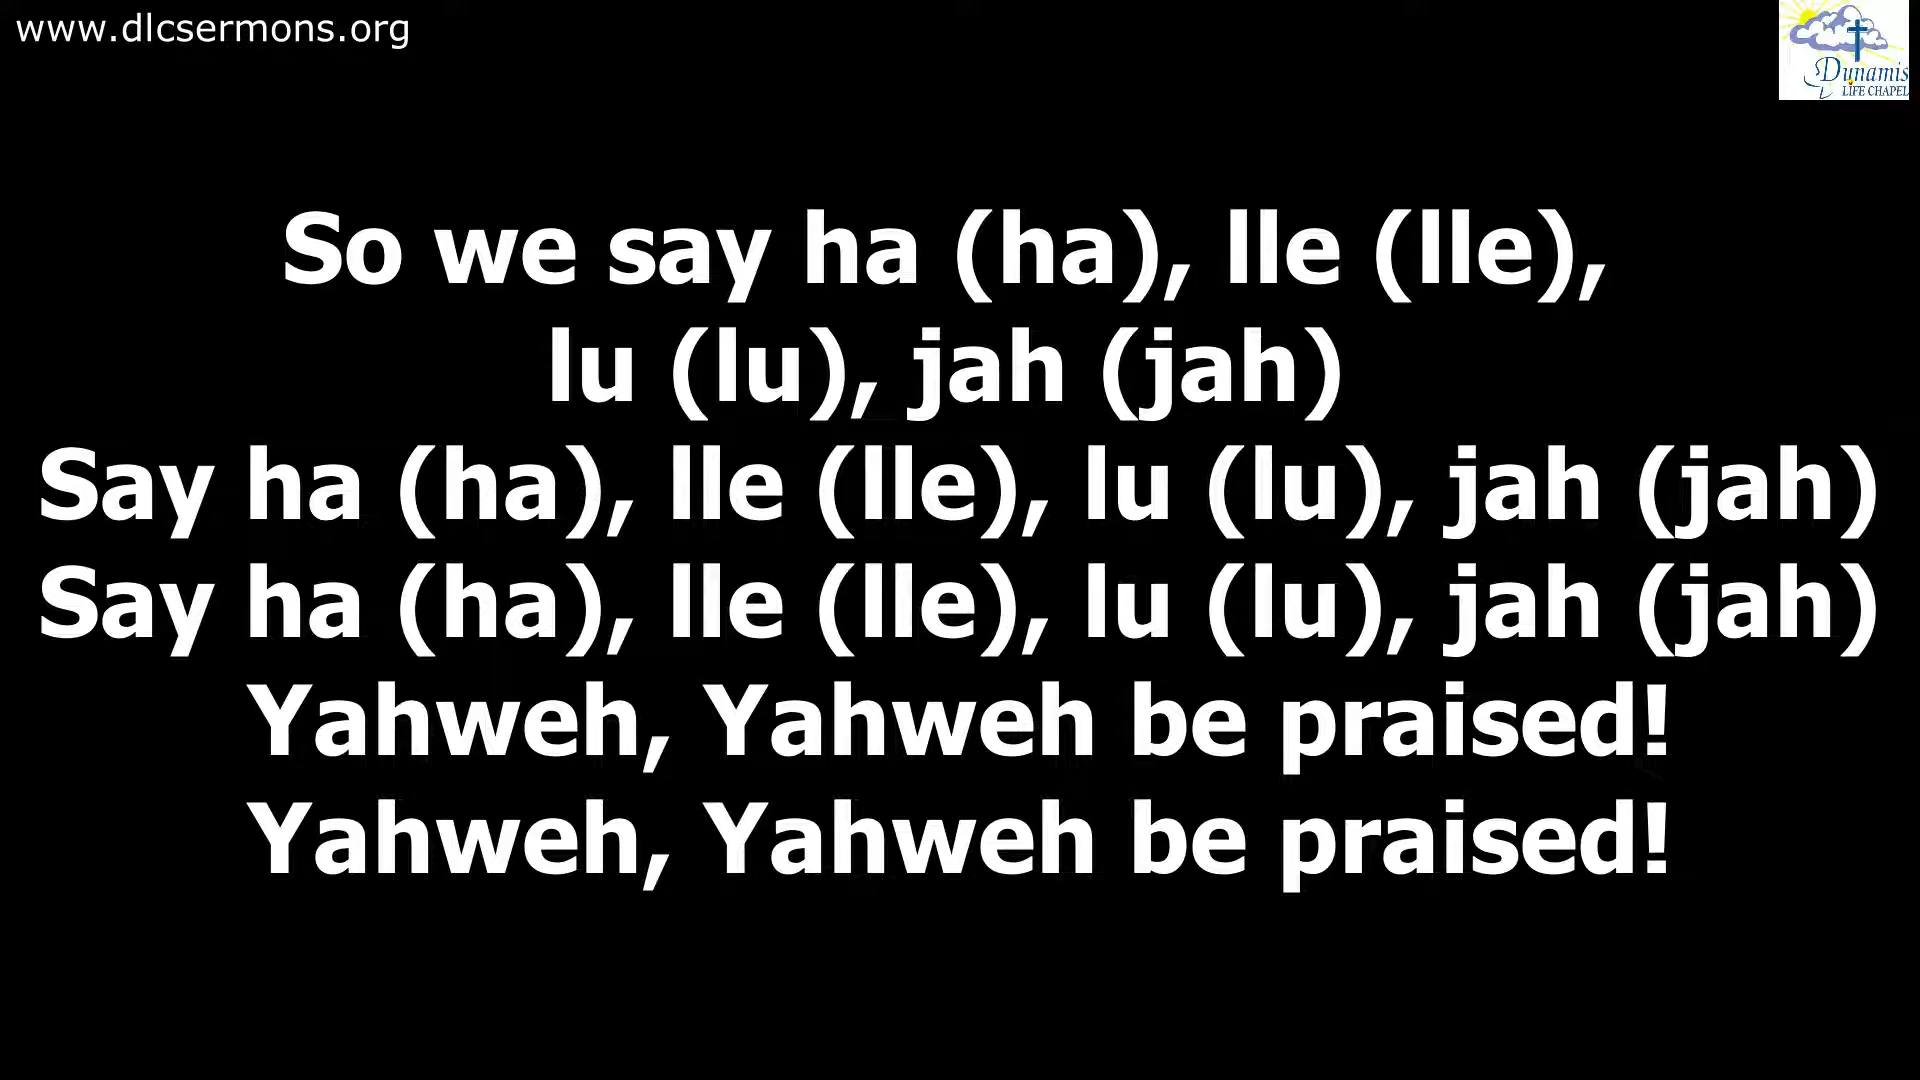 www.dlcsermons.org
Dynamis
LIFE CHAPEL
So we say ha (ha), lle (lle),
lu (lu), jah (jah)
Say ha (ha), lle (lle), lu (lu), jah (jah)
Say ha (ha), lle (lle), lu (lu), jah (jah)
Yahweh, Yahweh be praised!
Yahweh, Yahweh be praised!